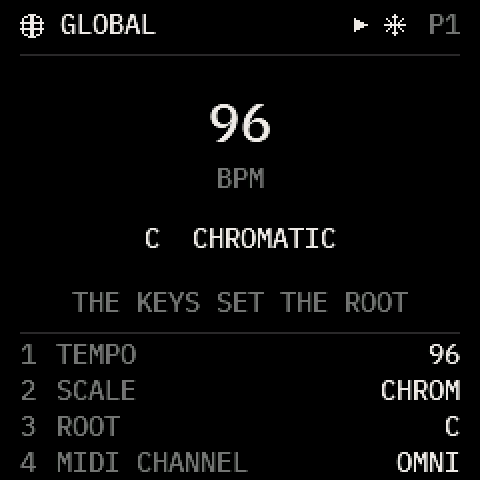 GLOBAL P1
96
BPM
C CHROMATIC
THE KEYS SET THE ROOT
1 TEMPO 96
2 SCALE CHROM
3 ROOT C
4 MIDI CHANNEL OMNI